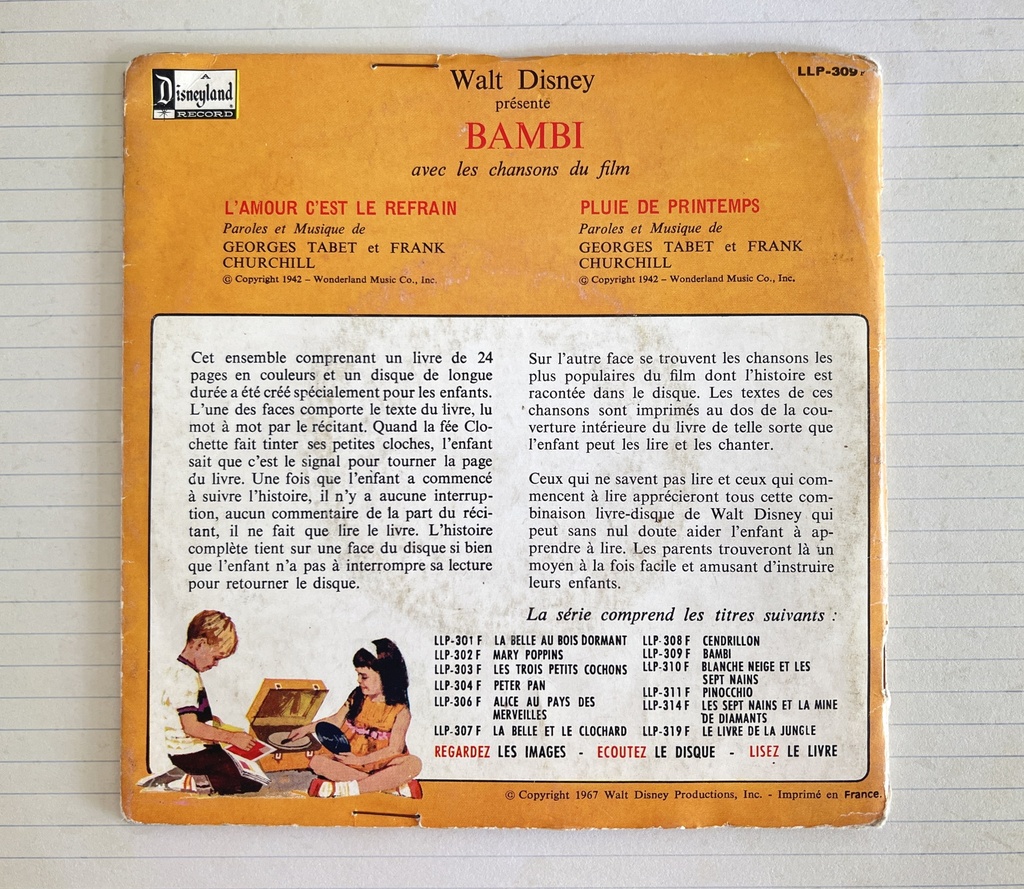 Disneyland
RECORD
Walt Disney
LLP-309 F
présente
BAMBI
avec les chansons du film
L'AMOUR C'EST LE REFRAIN
Paroles et Musique de
GEORGES TABET et FRANK
CHURCHILL
© Copyright 1942 – Wonderland Music Co., Inc.
PLUIE DE PRINTEMPS
Paroles et Musique de
GEORGES TABET et FRANK
CHURCHILL
© Copyright 1942 – Wonderland Music Co., Inc.
Cet ensemble comprenant un livre de 24
pages en couleurs et un disque de longue
durée a été créé spécialement pour les enfants.
L'une des faces comporte le texte du livre, lu
mot à mot par le récitant. Quand la fée Clo-
chette fait tinter ses petites cloches, l'enfant
sait que c'est le signal pour tourner la page
du livre. Une fois que l'enfant a commencé
à suivre l'histoire, il n'y a aucune interrup-
tion, aucun commentaire de la part du réci-
tant, il ne fait que lire le livre. L'histoire
complète tient sur une face du disque si bien
que l'enfant n'a pas à interrompre sa lecture
pour retourner le disque.
Sur l'autre face se trouvent les chansons les
plus populaires du film dont l'histoire est
racontée dans le disque. Les textes de ces
chansons sont imprimés au dos de la cou-
verture intérieure du livre de telle sorte que
l'enfant peut les lire et les chanter.
Ceux qui ne savent pas lire et ceux qui com-
mencent à lire apprécieront tous cette com-
binaison livre-disque de Walt Disney qui
peut sans nul doute aider l'enfant à ap-
prendre à lire. Les parents trouveront là un
moyen à la fois facile et amusant d'instruire
leurs enfants.
La série comprend les titres suivants :
LLP-301 F LA BELLE AU BOIS DORMANT
LLP-302 F MARY POPPINS
LLP-303 F LES TROIS PETITS COCHONS
LLP-304 F PETER PAN
LLP-306 F ALICE AU PAYS DES
MERVEILLES
LLP-307 F LA BELLE ET LE CLOCHARD
LLP-308 F CENDRILLON
LLP-309 F BAMBI
LLP-310 F BLANCHE NEIGE ET LES
SEPT NAINS
LLP-311 F PINOCCHIO
LLP-314 F LES SEPT NAINS ET LA MINE
DE DIAMANTS
LLP-319 F LE LIVRE DE LA JUNGLE
REGARDEZ LES IMAGES - ECOUTEZ LE DISQUE - LISEZ LE LIVRE
© Copyright 1967 Walt Disney Productions, Inc. - Imprimé en France.